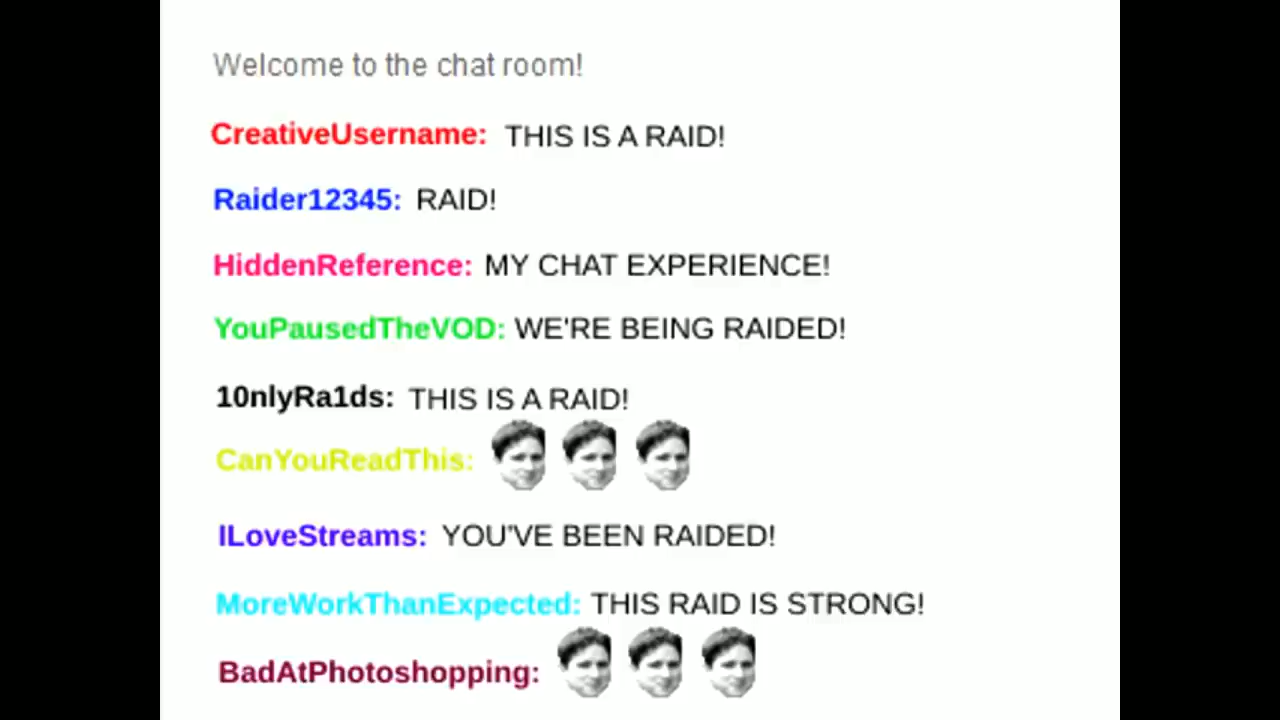 Welcome to the chat room!
CreativeUsername: THIS IS A RAID!
Raider12345: RAID!
HiddenReference: MY CHAT EXPERIENCE!
YouPausedTheVOD: WE'RE BEING RAIDED!
10nlyRa1ds: THIS IS A RAID!
CanYouReadThis:
ILoveStreams: YOU'VE BEEN RAIDED!
MoreWorkThanExpected: THIS RAID IS STRONG!
BadAtPhotoshopping: